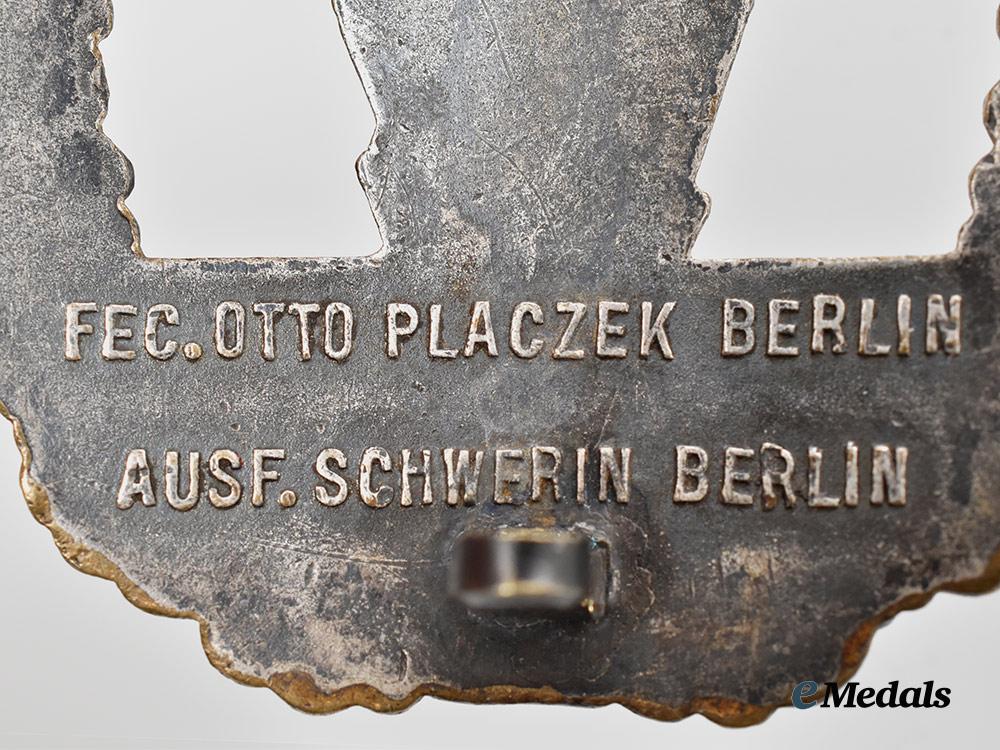 FEC. OTTO PLACZEK BERLIN
AUSF. SCHWERIN BERLIN
eMedals